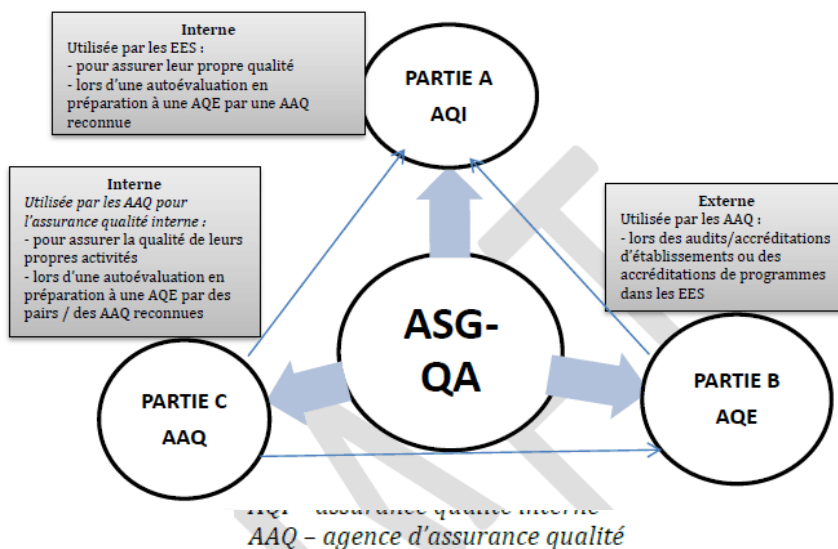 Interne
Utilisée par les EES :
- pour assurer leur propre qualité
- lors d'une autoévaluation en
préparation à une AQE par une AAQ
reconnue
PARTIE A
AQI
Interne
Utilisée par les AAQ pour
l'assurance qualité interne :
- pour assurer la qualité de leurs
propres activités
- lors d'une autoévaluation en
préparation à une AQE par des
pairs / des AAQ reconnues
Externe
Utilisée par les AAQ :
- lors des audits/accréditations
d'établissements ou des
accréditations de programmes
dans les EES
ASG-
QA
PARTIE C
AAQ
PARTIE B
AQE
AQI – assurance qualité interne
AAQ – agence d'assurance qualité